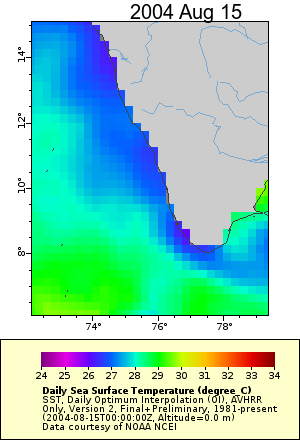 2004 Aug 15
14°
12°
10°
8°
74° 76° 78°
24 25 26 27 28 29 30 31 32 33 34
Daily Sea Surface Temperature (degree_C)
SST, Daily Optimum Interpolation (OI), AVHRR
Only, Version 2, Final+Preliminary, 1981-present
(2004-08-15T00:00:00Z, Altitude=0.0 m)
Data courtesy of NOAA NCEI